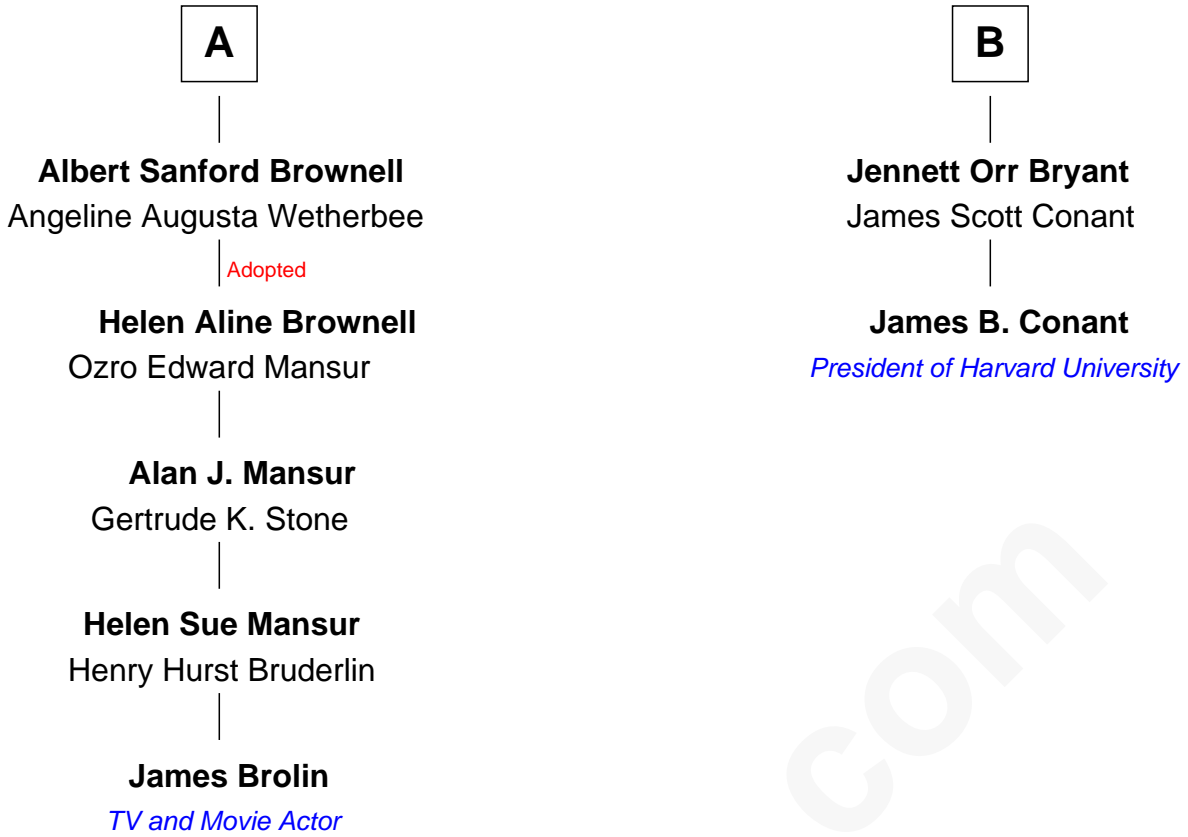 A
Albert Sanford Brownell
Angeline Augusta Wetherbee
Adopted
Helen Aline Brownell
Ozro Edward Mansur
Alan J. Mansur
Gertrude K. Stone
Helen Sue Mansur
Henry Hurst Bruderlin
James Brolin
TV and Movie Actor
B
Jennett Orr Bryant
James Scott Conant
James B. Conant
President of Harvard University
com